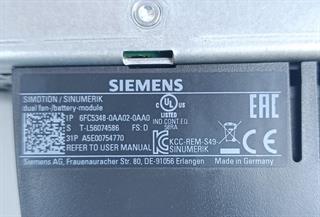 SIEMENS
SIMOTION / SINUMERIK
dual fan-/battery-module
1P 6FC5348-0AA02-0AA0
S T-L56074586 FS: D
31P A5E00754770
REFER TO USER MANUAL
c UL US
LISTED
IND.CONT.EQ.
KCC-REM-S49-
SINUMERIK
EAC
Siemens AG, Frauenauracher Str. 80, DE-91056 Erlangen
Made in Germany